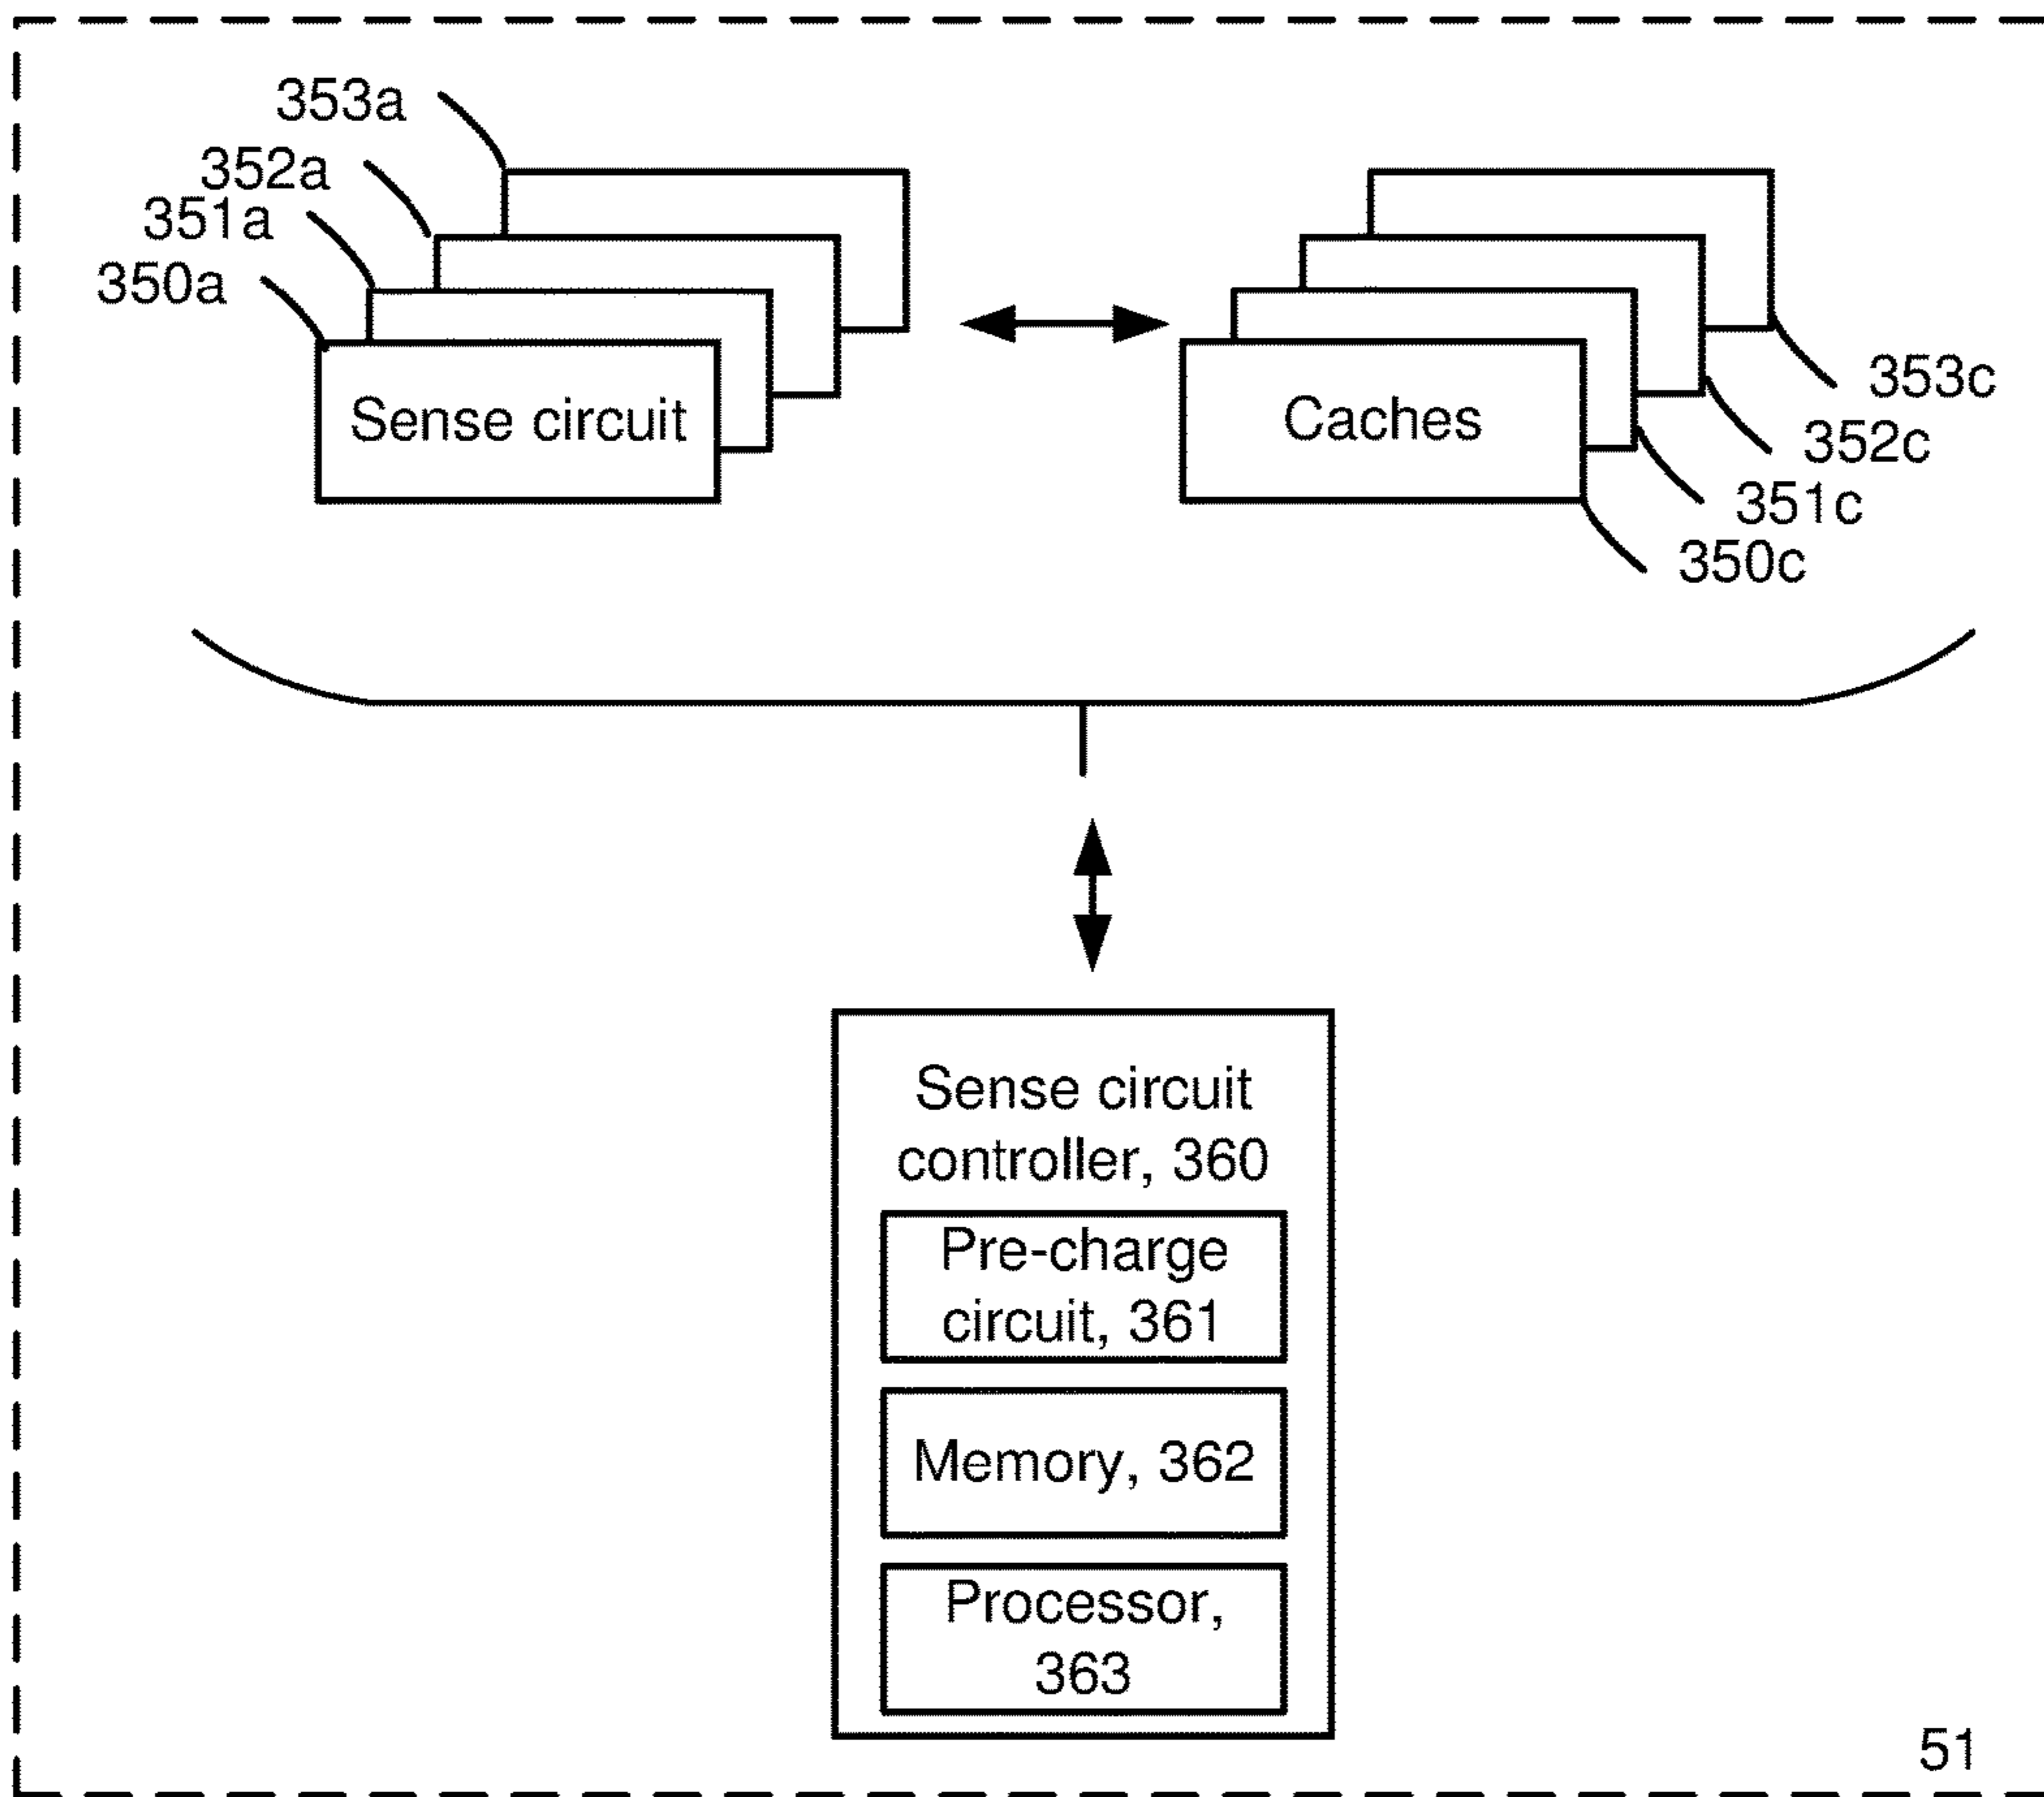 353a
352a
351a
350a
Sense circuit
Caches
353c
352c
351c
350c
Sense circuit
controller, 360
Pre-charge
circuit, 361
Memory, 362
Processor,
363
51